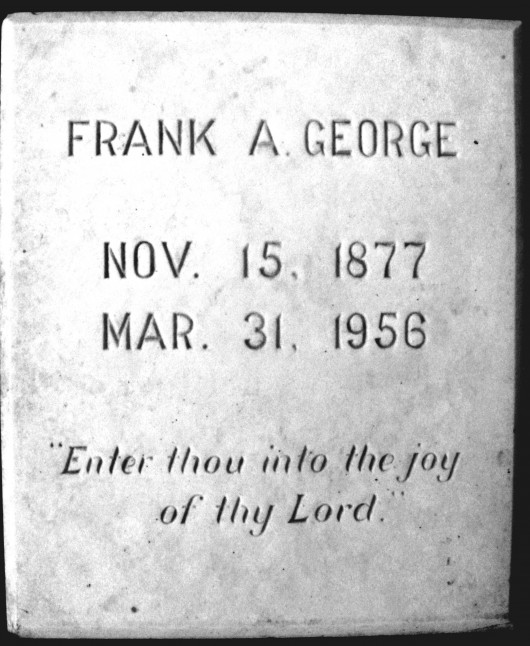 FRANK A. GEORGE
NOV. 15, 1877
MAR. 31, 1956
"Enter thou into the joy
of thy Lord."